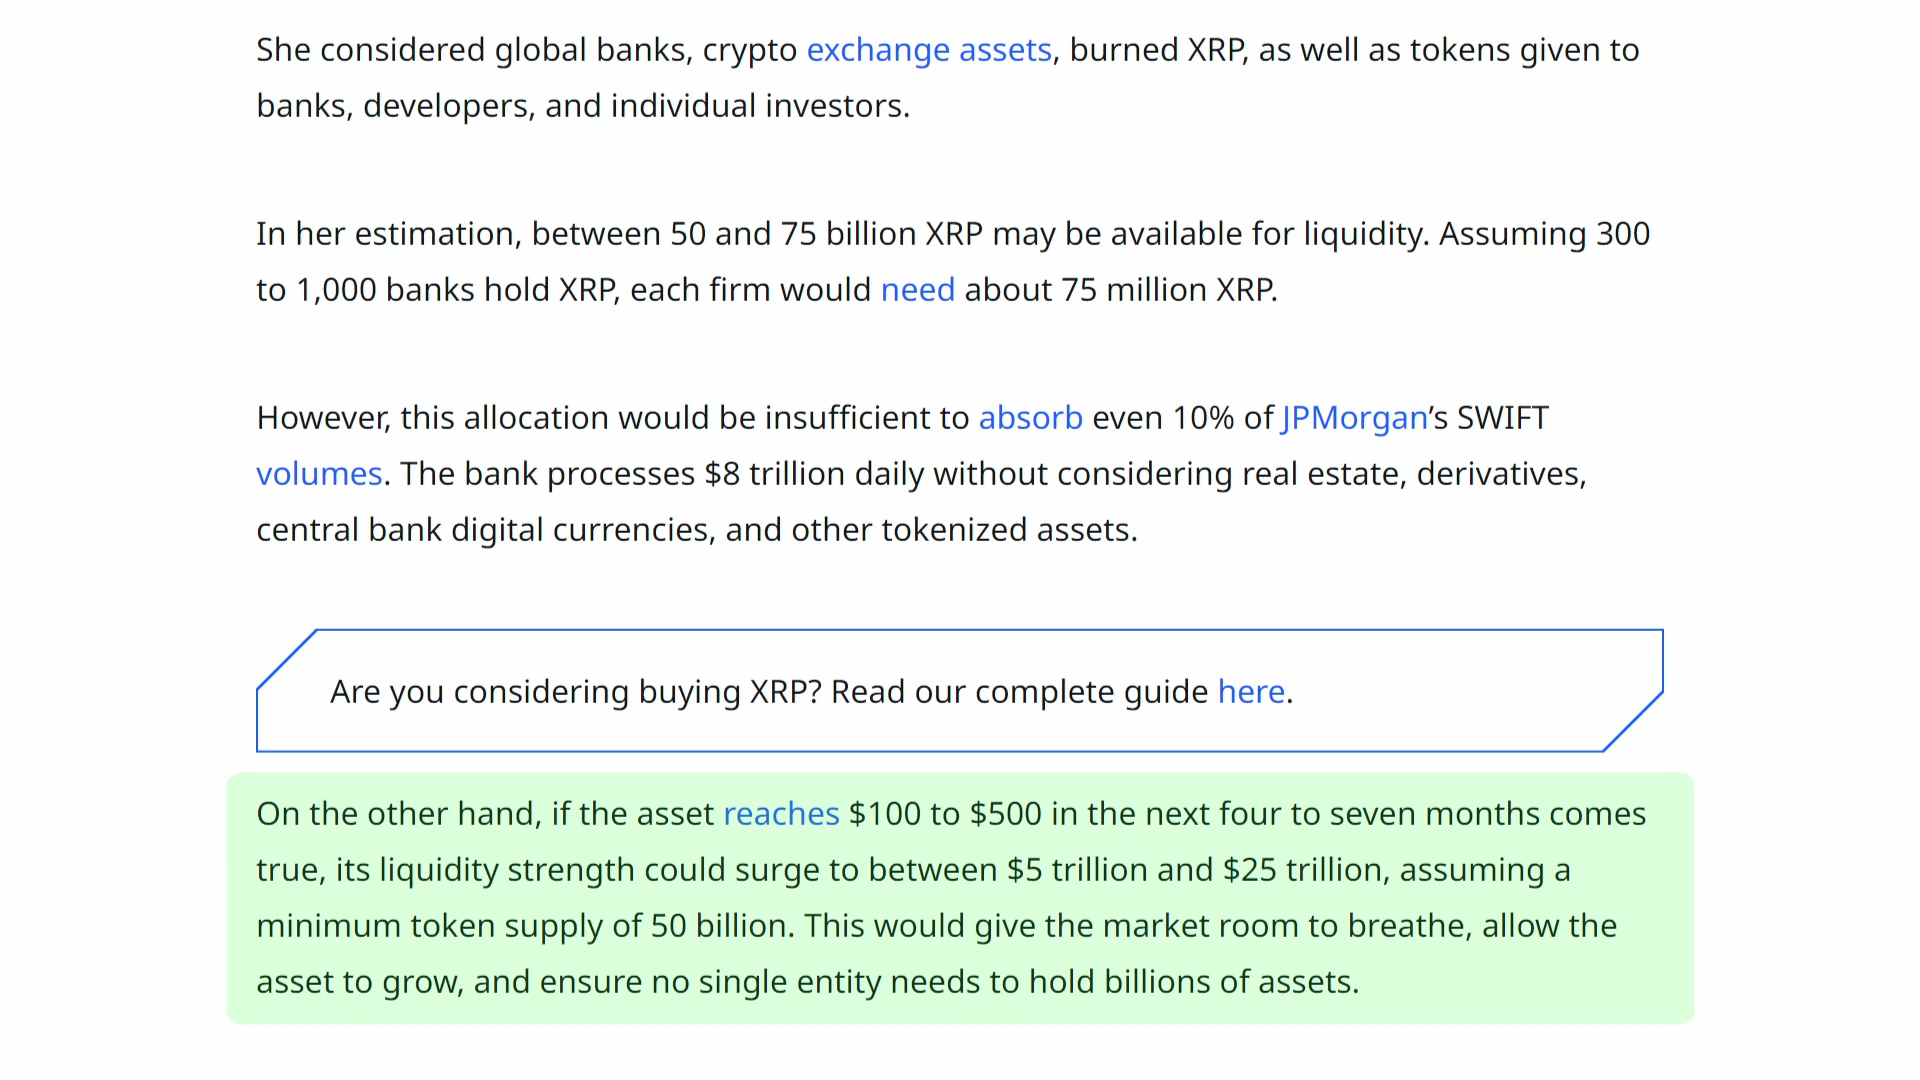 She considered global banks, crypto exchange assets, burned XRP, as well as tokens given to
banks, developers, and individual investors.
In her estimation, between 50 and 75 billion XRP may be available for liquidity. Assuming 300
to 1,000 banks hold XRP, each firm would need about 75 million XRP.
However, this allocation would be insufficient to absorb even 10% of JPMorgan’s SWIFT
volumes. The bank processes $8 trillion daily without considering real estate, derivatives,
central bank digital currencies, and other tokenized assets.
Are you considering buying XRP? Read our complete guide here.
On the other hand, if the asset reaches $100 to $500 in the next four to seven months comes
true, its liquidity strength could surge to between $5 trillion and $25 trillion, assuming a
minimum token supply of 50 billion. This would give the market room to breathe, allow the
asset to grow, and ensure no single entity needs to hold billions of assets.